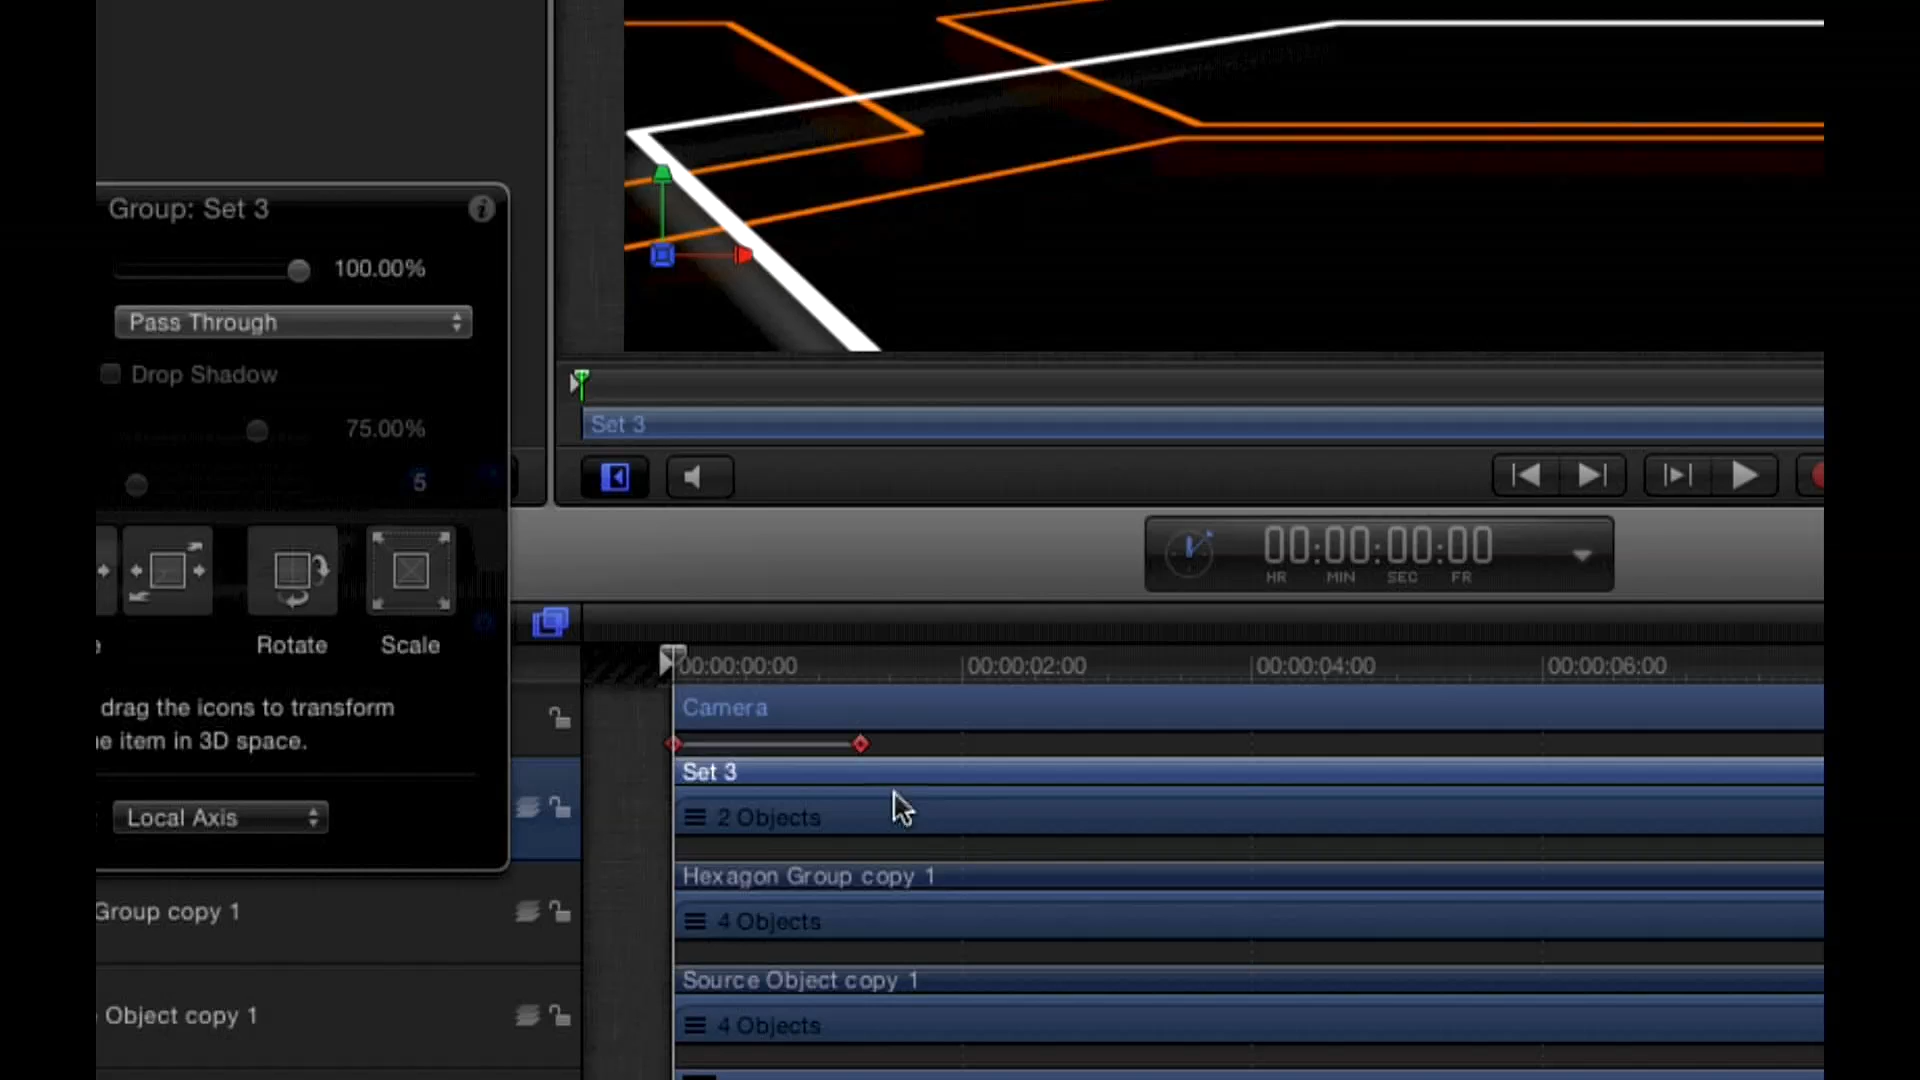 Group: Set 3
100.00%
Pass Through
Drop Shadow
75.00%
5
Rotate
Scale
drag the icons to transform
item in 3D space.
Local Axis
Group copy 1
Object copy 1
Set 3
00:00:00:00
HR MIN SEC FR
00:00:00:00
00:00:02:00
00:00:04:00
00:00:06:00
Camera
Set 3
2 Objects
Hexagon Group copy 1
4 Objects
Source Object copy 1
4 Objects